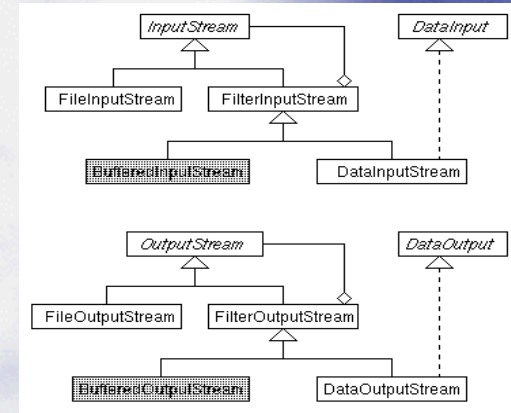 InputStream DataInput
FileInputStream FilterInputStream
BufferedInputStream DataInputStream
OutputStream DataOutput
FileOutputStream FilterOutputStream
BufferedOutputStream DataOutputStream